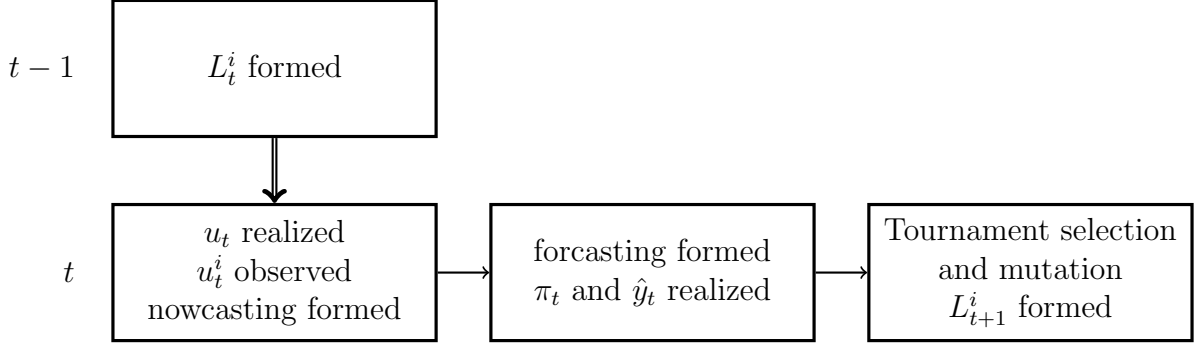 t − 1
L_t^i formed
t
u_t realized
u_t^i observed
nowcasting formed
forcasting formed
π_t and ŷ_t realized
Tournament selection
and mutation
L_{t+1}^i formed